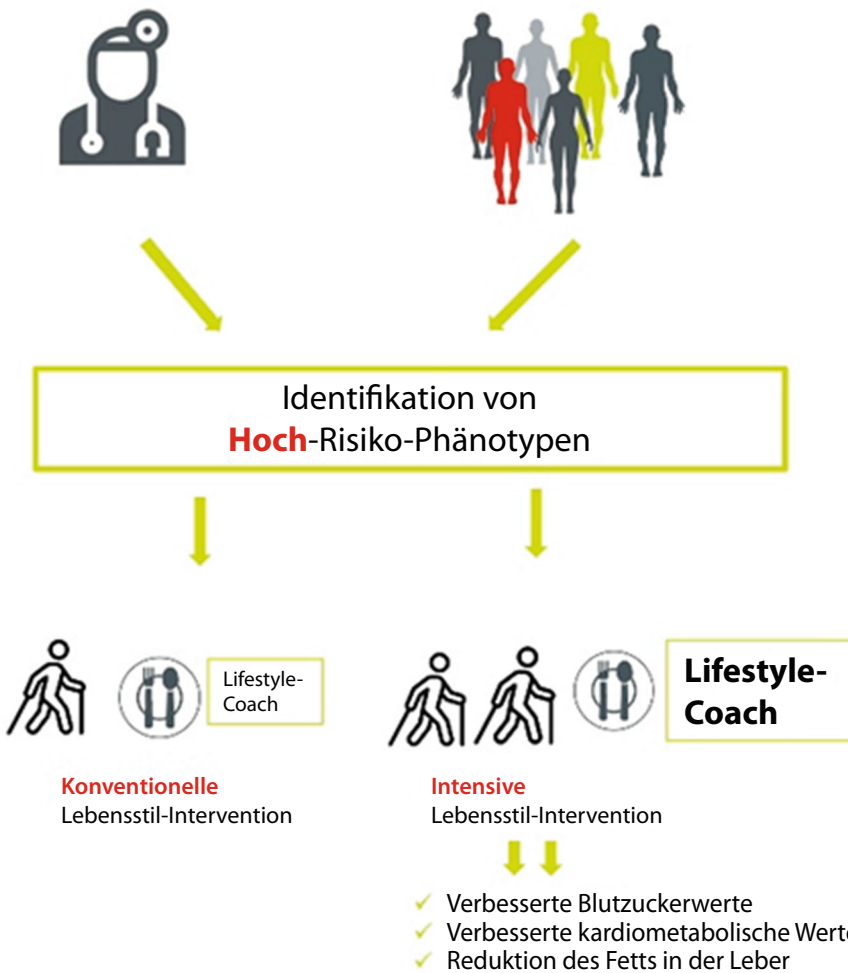 Identifikation von
Hoch-Risiko-Phänotypen
Lifestyle-
Coach
Konventionelle
Lebensstil-Intervention
Lifestyle-
Coach
Intensive
Lebensstil-Intervention
✓ Verbesserte Blutzuckerwerte
✓ Verbesserte kardiometabolische Werte
✓ Reduktion des Fetts in der Leber